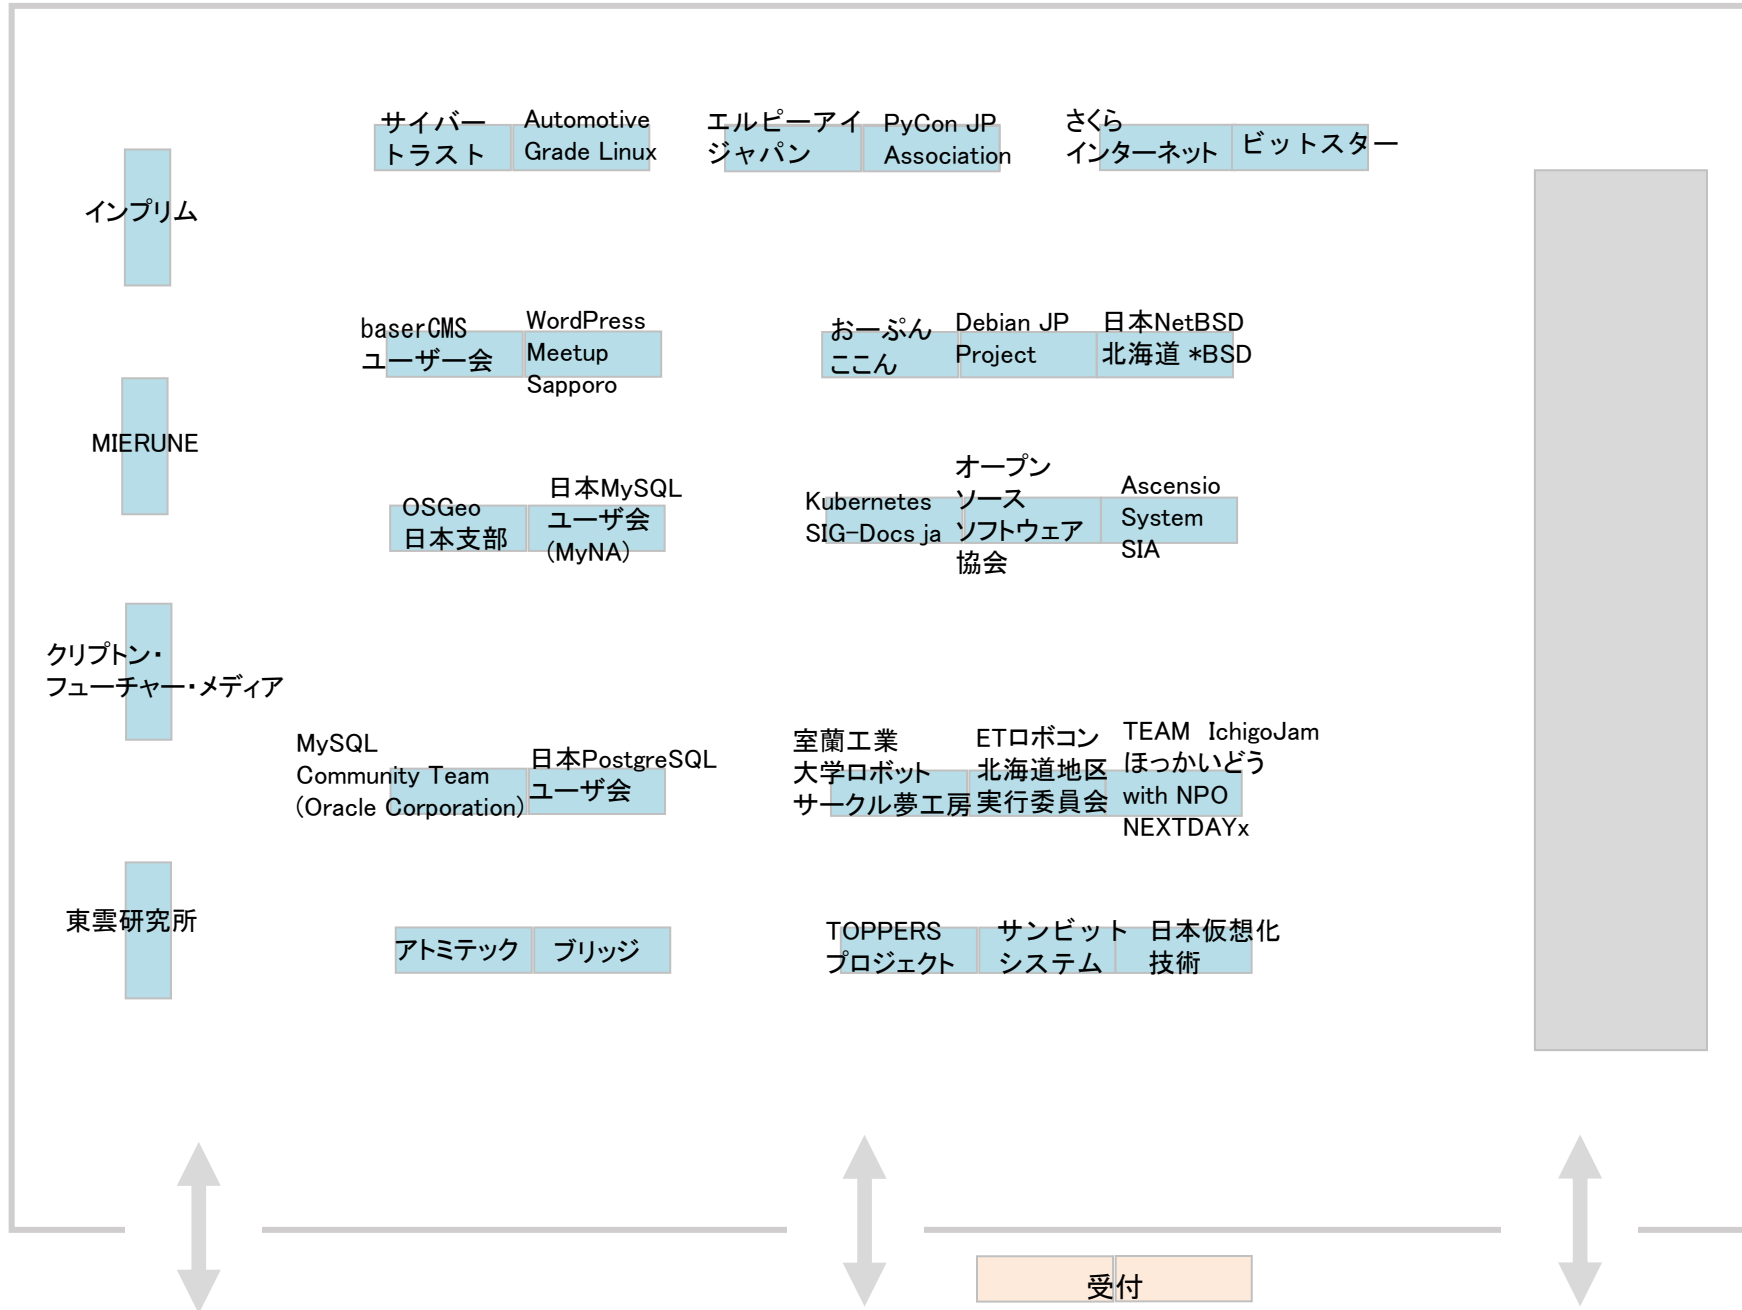 サイバー
トラスト
Automotive
Grade Linux
エルピーアイ
ジャパン
PyCon JP
Association
さくら
インターネット
ビットスター
インプリム
baserCMS
ユーザー会
WordPress
Meetup
Sapporo
おーぷん
ここん
Debian JP
Project
日本NetBSD
北海道 *BSD
MIERUNE
OSGeo
日本支部
日本MySQL
ユーザ会
(MyNA)
Kubernetes
SIG-Docs ja
オープン
ソース
ソフトウェア
協会
Ascensio
System
SIA
クリプトン・
フューチャー・メディア
MySQL
Community Team
(Oracle Corporation)
日本PostgreSQL
ユーザ会
室蘭工業
大学ロボット
サークル夢工房
ETロボコン
北海道地区
実行委員会
TEAM　IchigoJam
ほっかいどう
with NPO
NEXTDAYx
東雲研究所
アトミテック
ブリッジ
TOPPERS
プロジェクト
サンビット
システム
日本仮想化
技術
受付